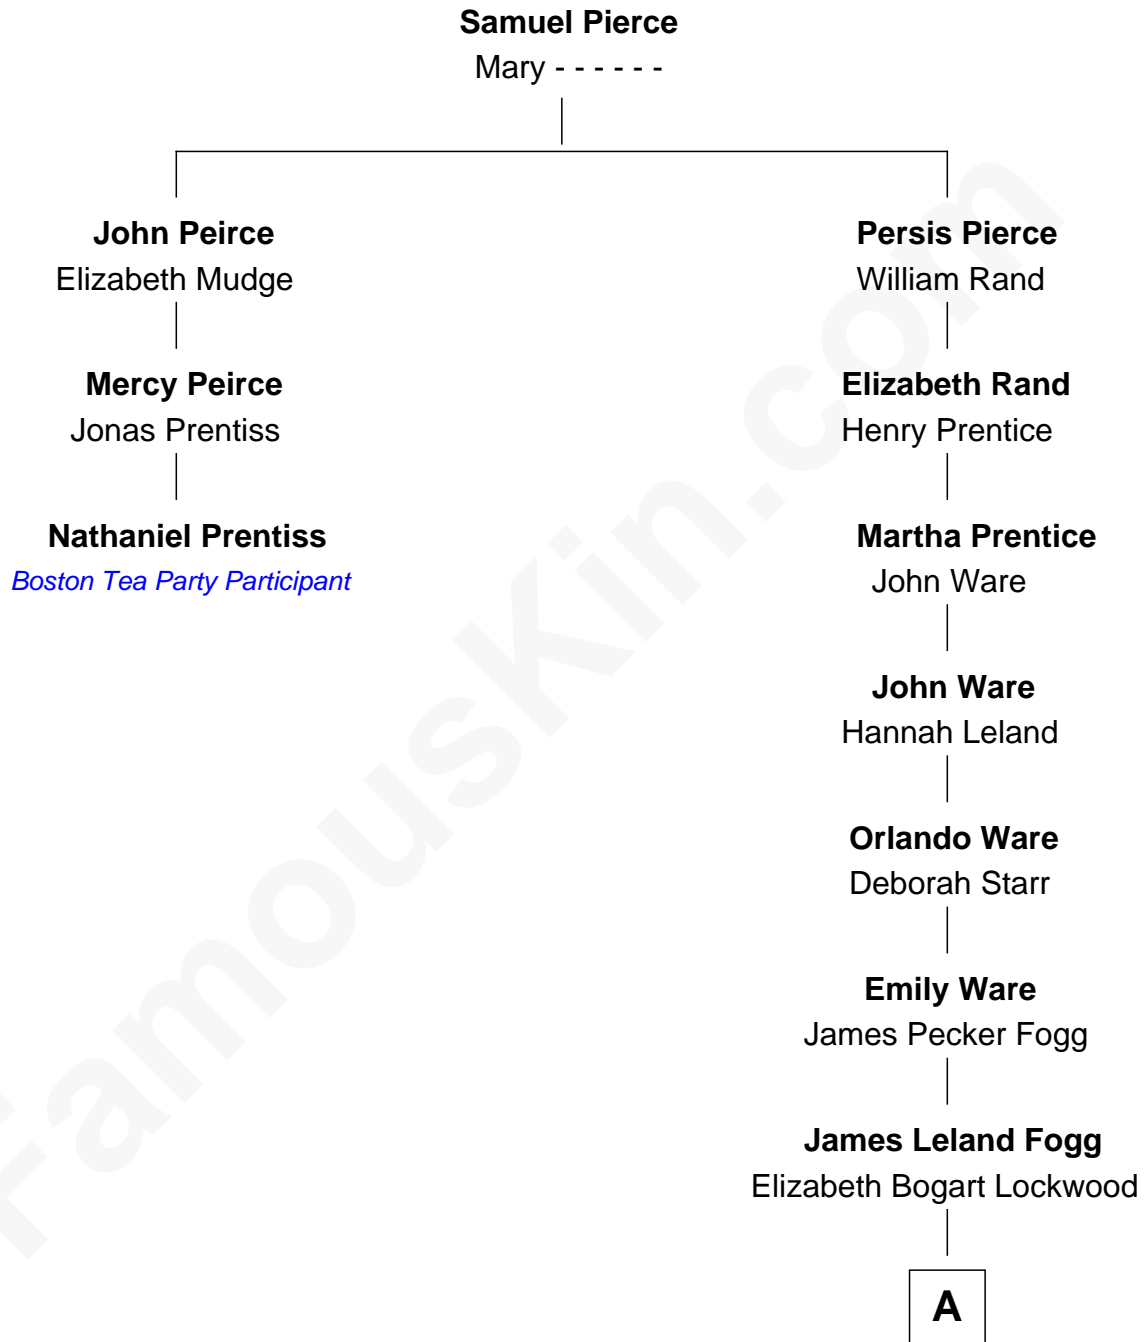 Samuel Pierce
Mary - - - - - -
John Peirce
Elizabeth Mudge
Persis Pierce
William Rand
Mercy Peirce
Jonas Prentiss
Elizabeth Rand
Henry Prentice
Nathaniel Prentiss
Boston Tea Party Participant
Martha Prentice
John Ware
John Ware
Hannah Leland
Orlando Ware
Deborah Starr
Emily Ware
James Pecker Fogg
James Leland Fogg
Elizabeth Bogart Lockwood
A
FamousKin.com